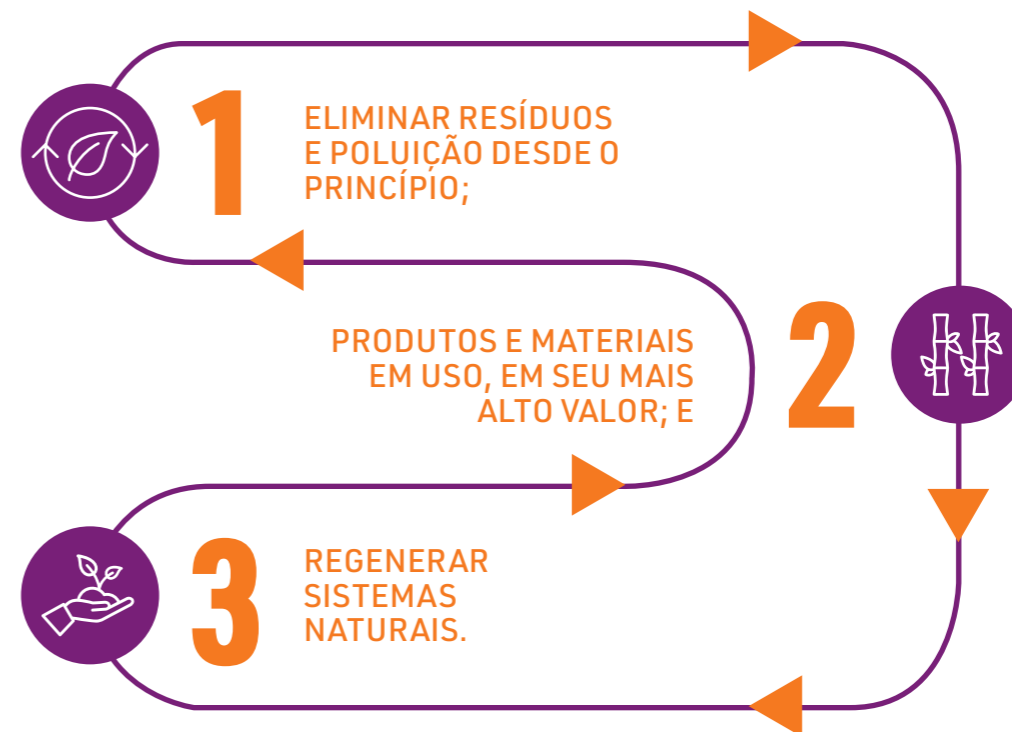 1
ELIMINAR RESÍDUOS
E POLUIÇÃO DESDE O
PRINCÍPIO;
2
PRODUTOS E MATERIAIS
EM USO, EM SEU MAIS
ALTO VALOR; E
3
REGENERAR
SISTEMAS
NATURAIS.